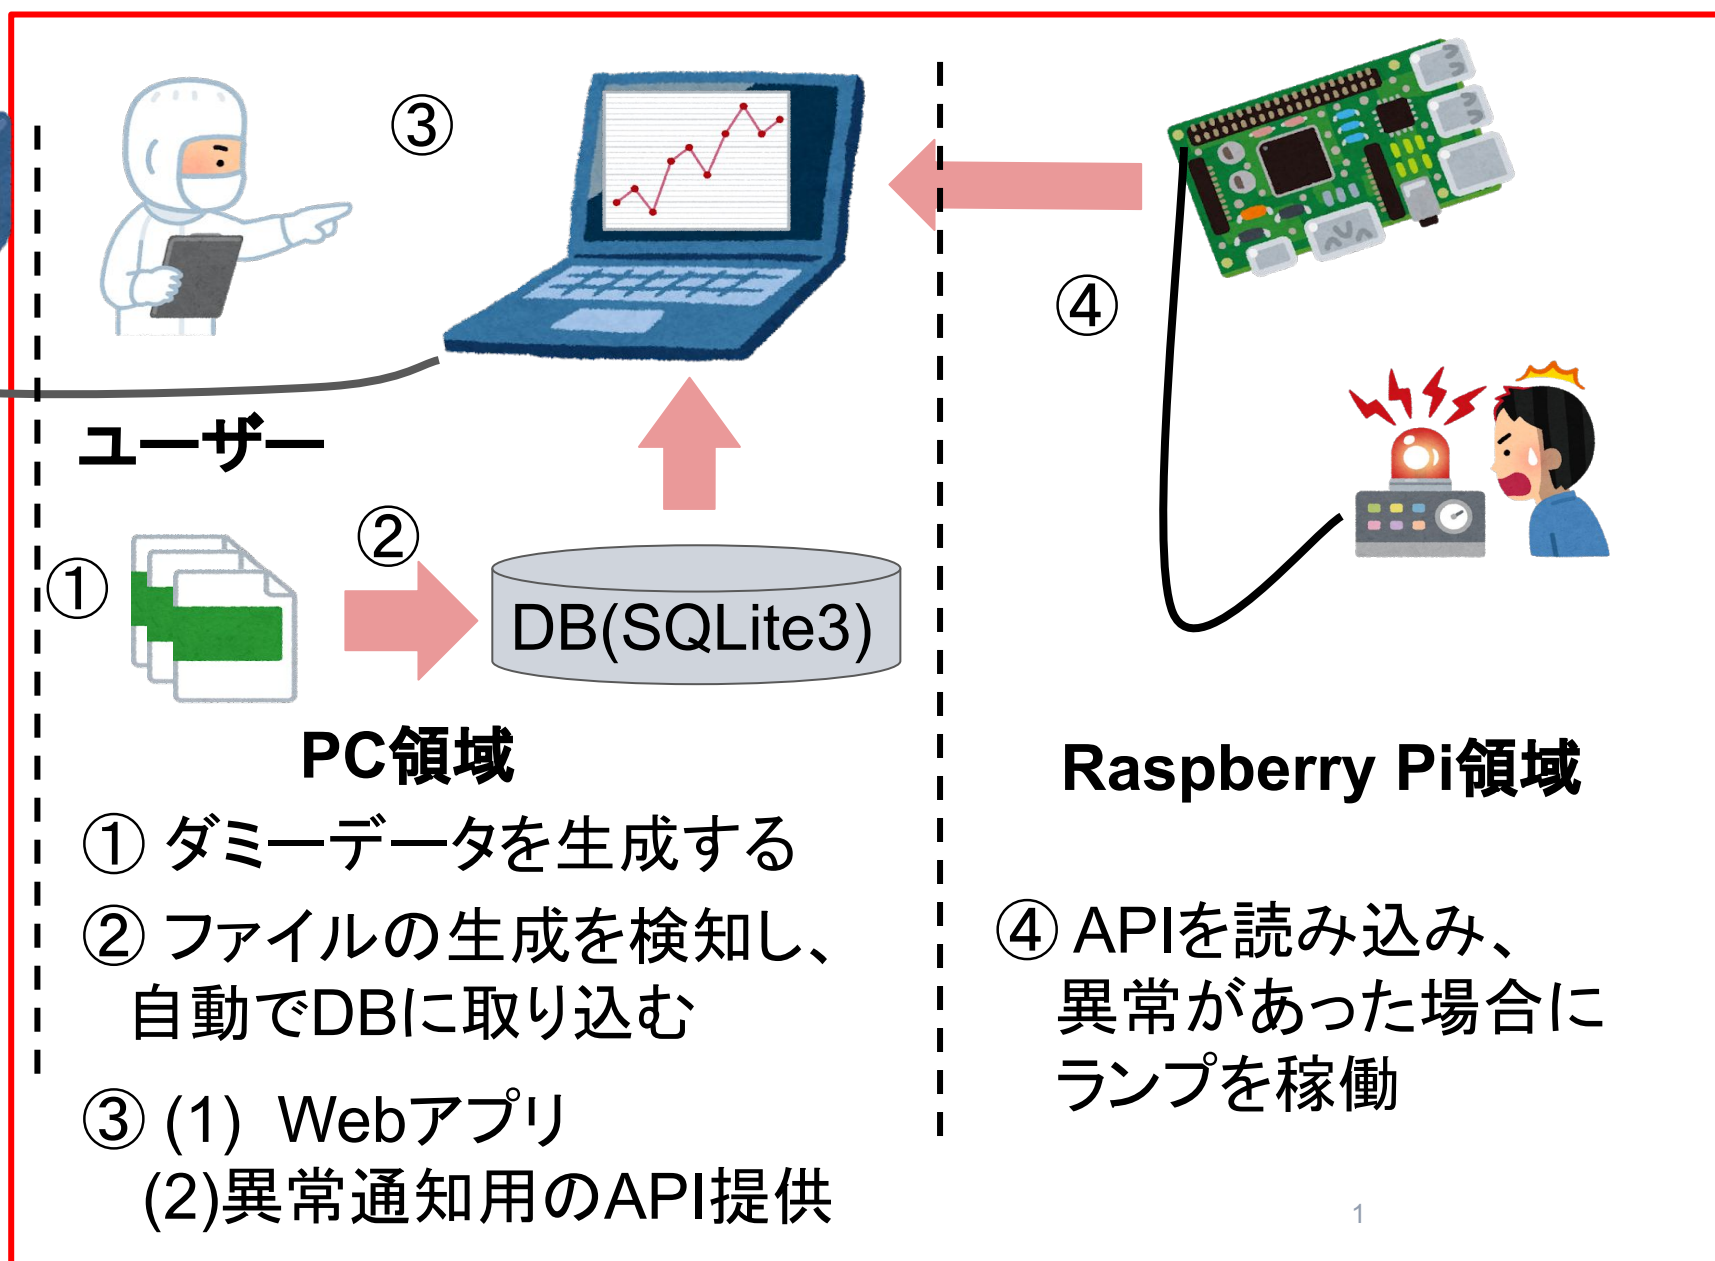 ③
④
ユーザー
①
②
DB(SQLite3)
PC領域
Raspberry Pi領域
① ダミーデータを生成する
② ファイルの生成を検知し、
自動でDBに取り込む
③ (1) Webアプリ
(2)異常通知用のAPI提供
④ APIを読み込み、
異常があった場合に
ランプを稼働
1